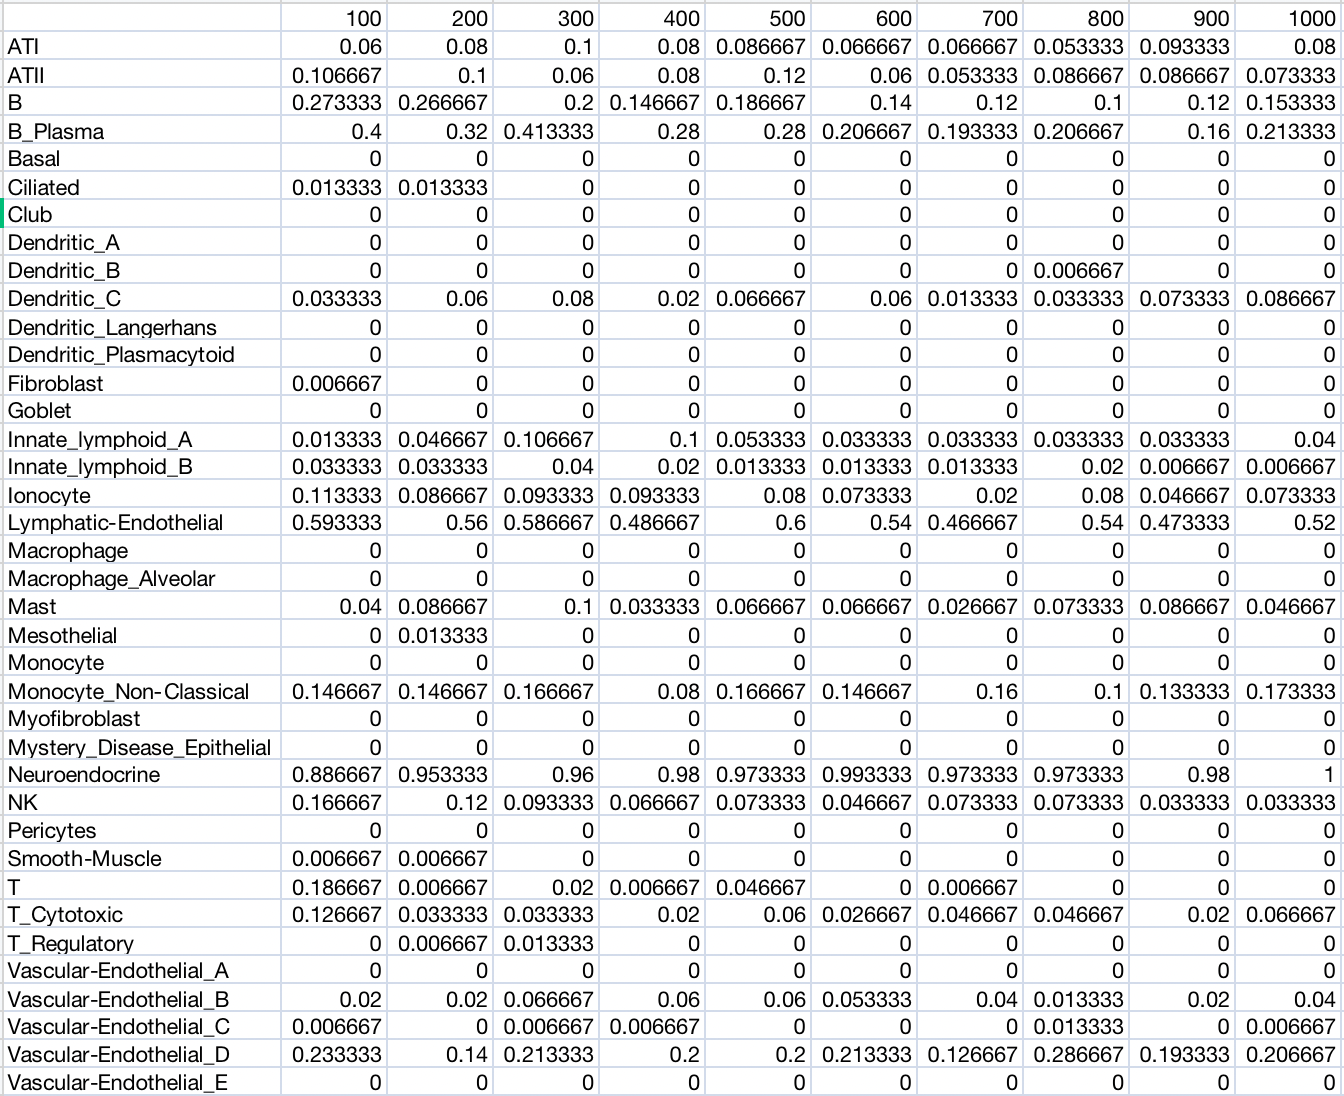 100 200 300 400 500 600 700 800 900 1000
ATI 0.06 0.08 0.1 0.08 0.086667 0.066667 0.066667 0.053333 0.093333 0.08
ATII 0.106667 0.1 0.06 0.08 0.12 0.06 0.053333 0.086667 0.086667 0.073333
B 0.273333 0.266667 0.2 0.146667 0.186667 0.14 0.12 0.1 0.12 0.153333
B_Plasma 0.4 0.32 0.413333 0.28 0.28 0.206667 0.193333 0.206667 0.16 0.213333
Basal 0 0 0 0 0 0 0 0 0 0
Ciliated 0.013333 0.013333 0 0 0 0 0 0 0 0
Club 0 0 0 0 0 0 0 0 0 0
Dendritic_A 0 0 0 0 0 0 0 0 0 0
Dendritic_B 0 0 0 0 0 0 0 0.006667 0 0
Dendritic_C 0.033333 0.06 0.08 0.02 0.066667 0.06 0.013333 0.033333 0.073333 0.086667
Dendritic_Langerhans 0 0 0 0 0 0 0 0 0 0
Dendritic_Plasmacytoid 0 0 0 0 0 0 0 0 0 0
Fibroblast 0.006667 0 0 0 0 0 0 0 0 0
Goblet 0 0 0 0 0 0 0 0 0 0
Innate_lymphoid_A 0.013333 0.046667 0.106667 0.1 0.053333 0.033333 0.033333 0.033333 0.033333 0.04
Innate_lymphoid_B 0.033333 0.033333 0.04 0.02 0.013333 0.013333 0.013333 0.02 0.006667 0.006667
Ionocyte 0.113333 0.086667 0.093333 0.093333 0.08 0.073333 0.02 0.08 0.046667 0.073333
Lymphatic-Endothelial 0.593333 0.56 0.586667 0.486667 0.6 0.54 0.466667 0.54 0.473333 0.52
Macrophage 0 0 0 0 0 0 0 0 0 0
Macrophage_Alveolar 0 0 0 0 0 0 0 0 0 0
Mast 0.04 0.086667 0.1 0.033333 0.066667 0.066667 0.026667 0.073333 0.086667 0.046667
Mesothelial 0 0.013333 0 0 0 0 0 0 0 0
Monocyte 0 0 0 0 0 0 0 0 0 0
Monocyte_Non-Classical 0.146667 0.146667 0.166667 0.08 0.166667 0.146667 0.16 0.1 0.133333 0.173333
Myofibroblast 0 0 0 0 0 0 0 0 0 0
Mystery_Disease_Epithelial 0 0 0 0 0 0 0 0 0 0
Neuroendocrine 0.886667 0.953333 0.96 0.98 0.973333 0.993333 0.973333 0.973333 0.98 1
NK 0.166667 0.12 0.093333 0.066667 0.073333 0.046667 0.073333 0.073333 0.033333 0.033333
Pericytes 0 0 0 0 0 0 0 0 0 0
Smooth-Muscle 0.006667 0.006667 0 0 0 0 0 0 0 0
T 0.186667 0.006667 0.02 0.006667 0.046667 0 0.006667 0 0 0
T_Cytotoxic 0.126667 0.033333 0.033333 0.02 0.06 0.026667 0.046667 0.046667 0.02 0.066667
T_Regulatory 0 0.006667 0.013333 0 0 0 0 0 0 0
Vascular-Endothelial_A 0 0 0 0 0 0 0 0 0 0
Vascular-Endothelial_B 0.02 0.02 0.066667 0.06 0.06 0.053333 0.04 0.013333 0.02 0.04
Vascular-Endothelial_C 0.006667 0 0.006667 0.006667 0 0 0 0.013333 0 0.006667
Vascular-Endothelial_D 0.233333 0.14 0.213333 0.2 0.2 0.213333 0.126667 0.286667 0.193333 0.206667
Vascular-Endothelial_E 0 0 0 0 0 0 0 0 0 0